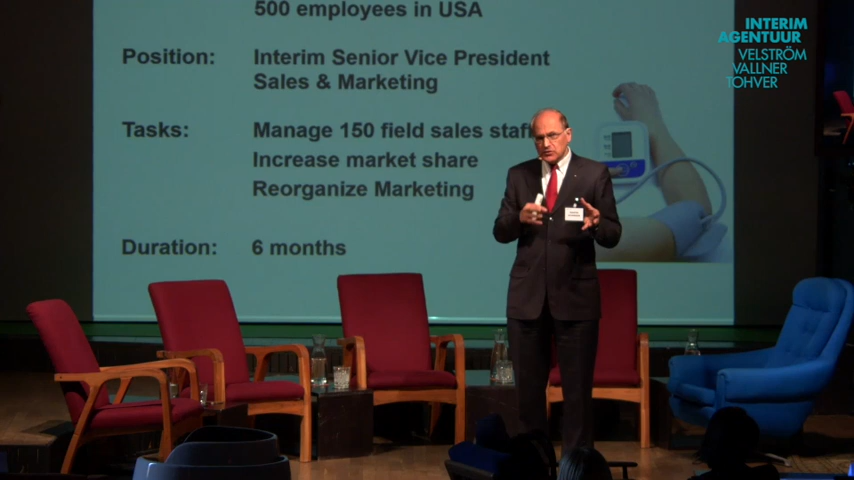 500 employees in USA
Position: Interim Senior Vice President
Sales & Marketing
Tasks: Manage 150 field sales staff
Increase market share
Reorganize Marketing
Duration: 6 months
INTERIM
AGENTUUR
VELSTRÖM
VALLNER
TOHVER